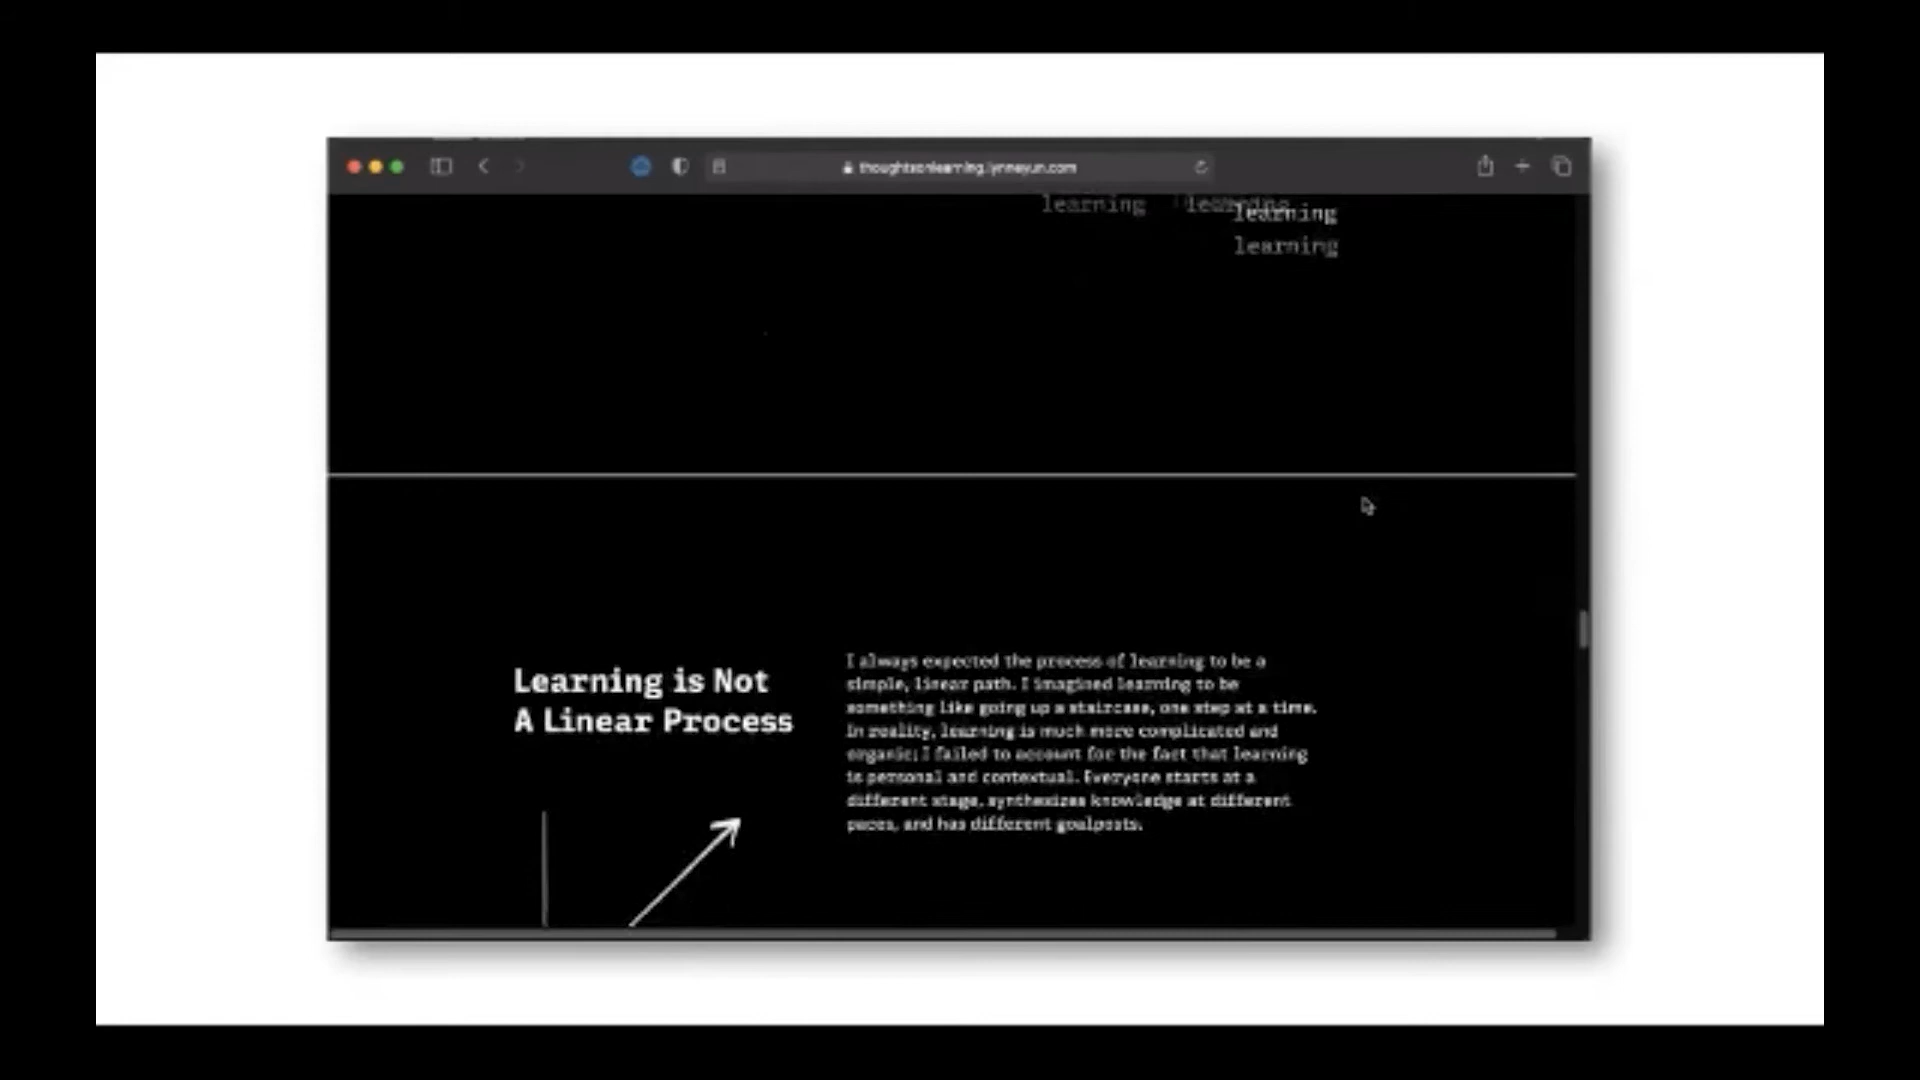 thoughtsonlearning.lynneyun.com
learning learning learning
learning
Learning is Not
A Linear Process
I always expected the process of learning to be a
simple, linear path. I imagined learning to be
something like going up a staircase, one step at a time.
In reality, learning is much more complicated and
organic; I failed to account for the fact that learning
is personal and contextual. Everyone starts at a
different stage, synthesizes knowledge at different
paces, and has different goalposts.